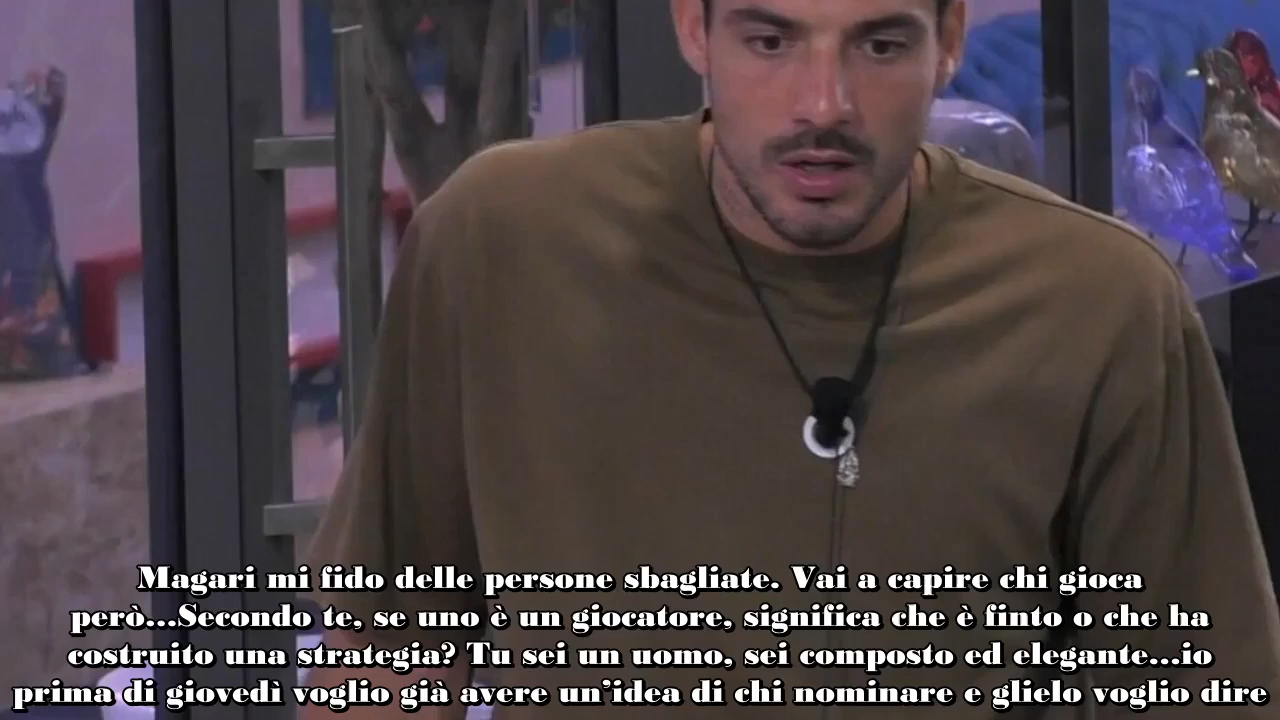 Magari mi fido delle persone sbagliate. Vai a capire chi gioca
però...Secondo te, se uno è un giocatore, significa che è finto o che ha
costruito una strategia? Tu sei un uomo, sei composto ed elegante...io
prima di giovedì voglio già avere un’idea di chi nominare e glielo voglio dire